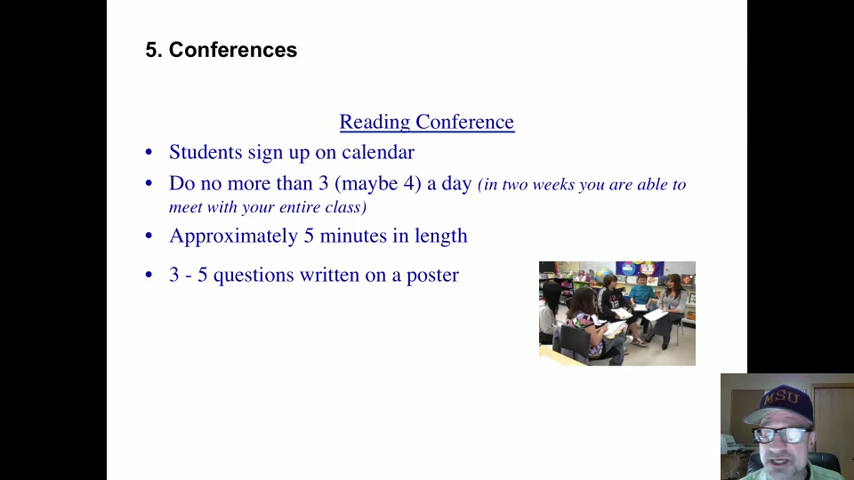 5. Conferences
Reading Conference
• Students sign up on calendar
• Do no more than 3 (maybe 4) a day (in two weeks you are able to
meet with your entire class)
• Approximately 5 minutes in length
• 3 - 5 questions written on a poster
MSU